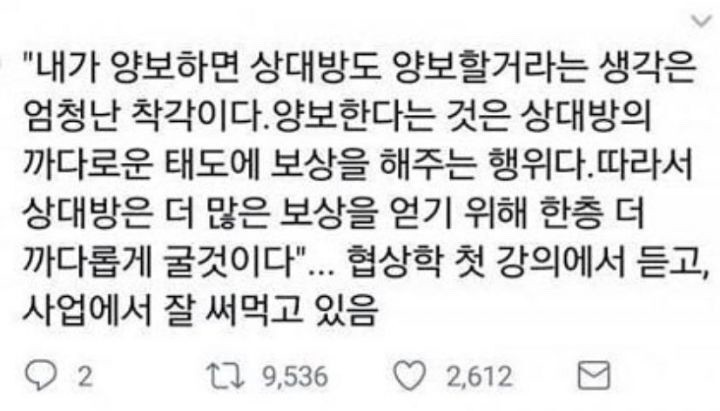 "내가 양보하면 상대방도 양보할거라는 생각은
엄청난 착각이다.양보한다는 것은 상대방의
까다로운 태도에 보상을 해주는 행위다.따라서
상대방은 더 많은 보상을 얻기 위해 한층 더
까다롭게 굴것이다"... 협상학 첫 강의에서 듣고,
사업에서 잘 써먹고 있음
2 9,536 2,612